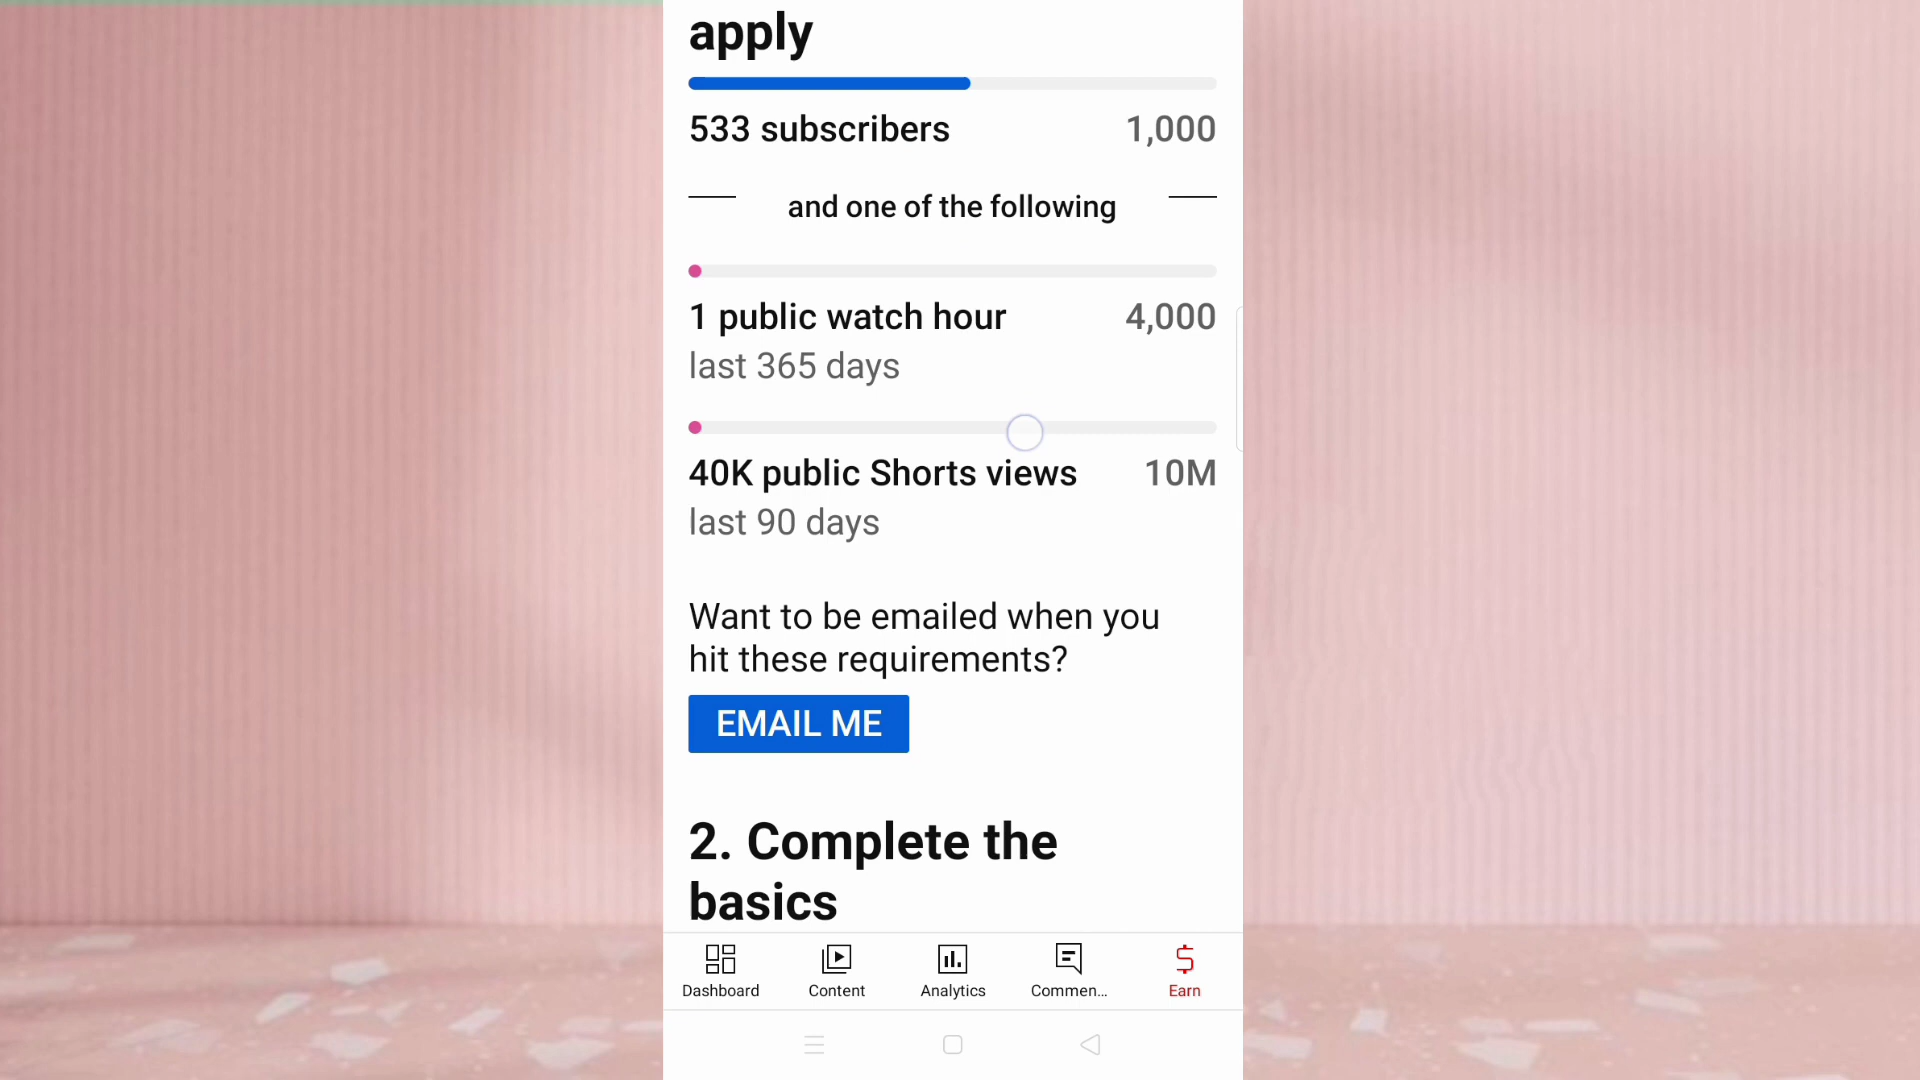 apply
533 subscribers 1,000
and one of the following
1 public watch hour 4,000
last 365 days
40K public Shorts views 10M
last 90 days
Want to be emailed when you
hit these requirements?
EMAIL ME
2. Complete the
basics
Dashboard Content Analytics Commen... Earn